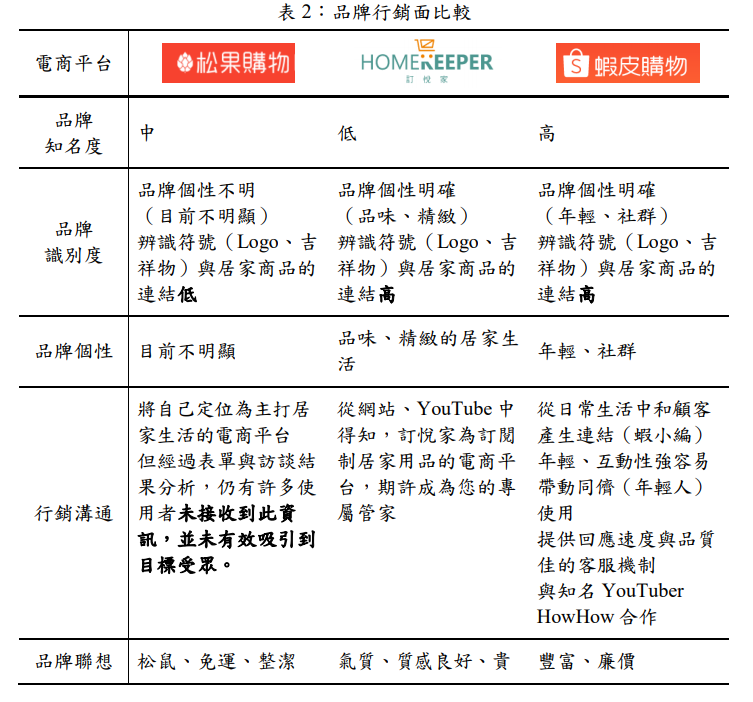 表 2：品牌行銷面比較
電商平台
松果購物
HOMEKEEPER
訂悅家
蝦皮購物
品牌
知名度
中
低
高
品牌
識別度
品牌個性不明
（目前不明顯）
辨識符號（Logo、吉
祥物）與居家商品的
連結低
品牌個性明確
（品味、精緻）
辨識符號（Logo、吉
祥物）與居家商品的
連結高
品牌個性明確
（年輕、社群）
辨識符號（Logo、吉
祥物）與居家商品的
連結高
品牌個性
目前不明顯
品味、精緻的居家生
活
年輕、社群
行銷溝通
將自己定位為主打居
家生活的電商平台
但經過表單與訪談結
果分析，仍有許多使
用者未接收到此資
訊，並未有效吸引到
目標受眾。
從網站、YouTube 中
得知，訂悅家為訂閱
制居家用品的電商平
台，期許成為您的專
屬管家
從日常生活中和顧客
產生連結（蝦小編）
年輕、互動性強容易
帶動同儕（年輕人）
使用
提供回應速度與品質
佳的客服機制
與知名 YouTuber
HowHow 合作
品牌聯想
松鼠、免運、整潔
氣質、質感良好、貴
豐富、廉價